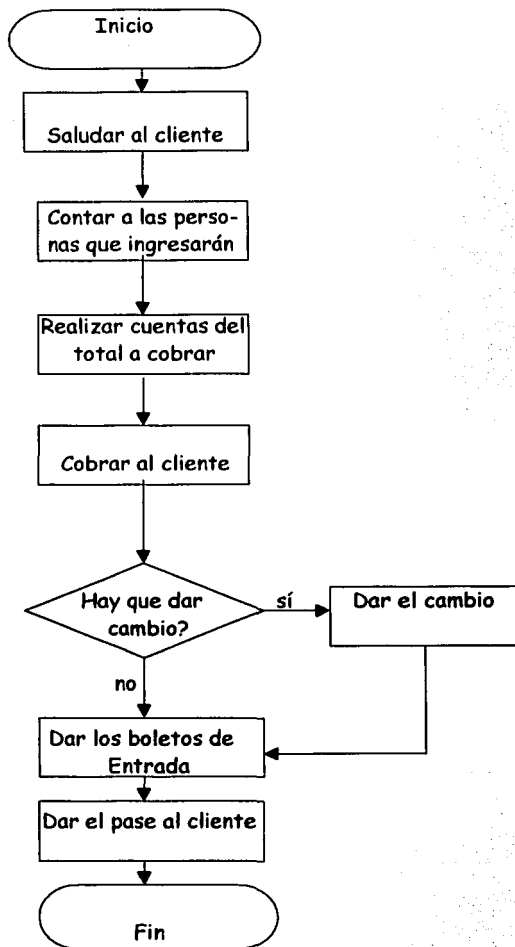 Inicio
Saludar al cliente
Contar a las perso-
nas que ingresarán
Realizar cuentas del
total a cobrar
Cobrar al cliente
Hay que dar
cambio?
sí
Dar el cambio
no
Dar los boletos de
Entrada
Dar el pase al cliente
Fin